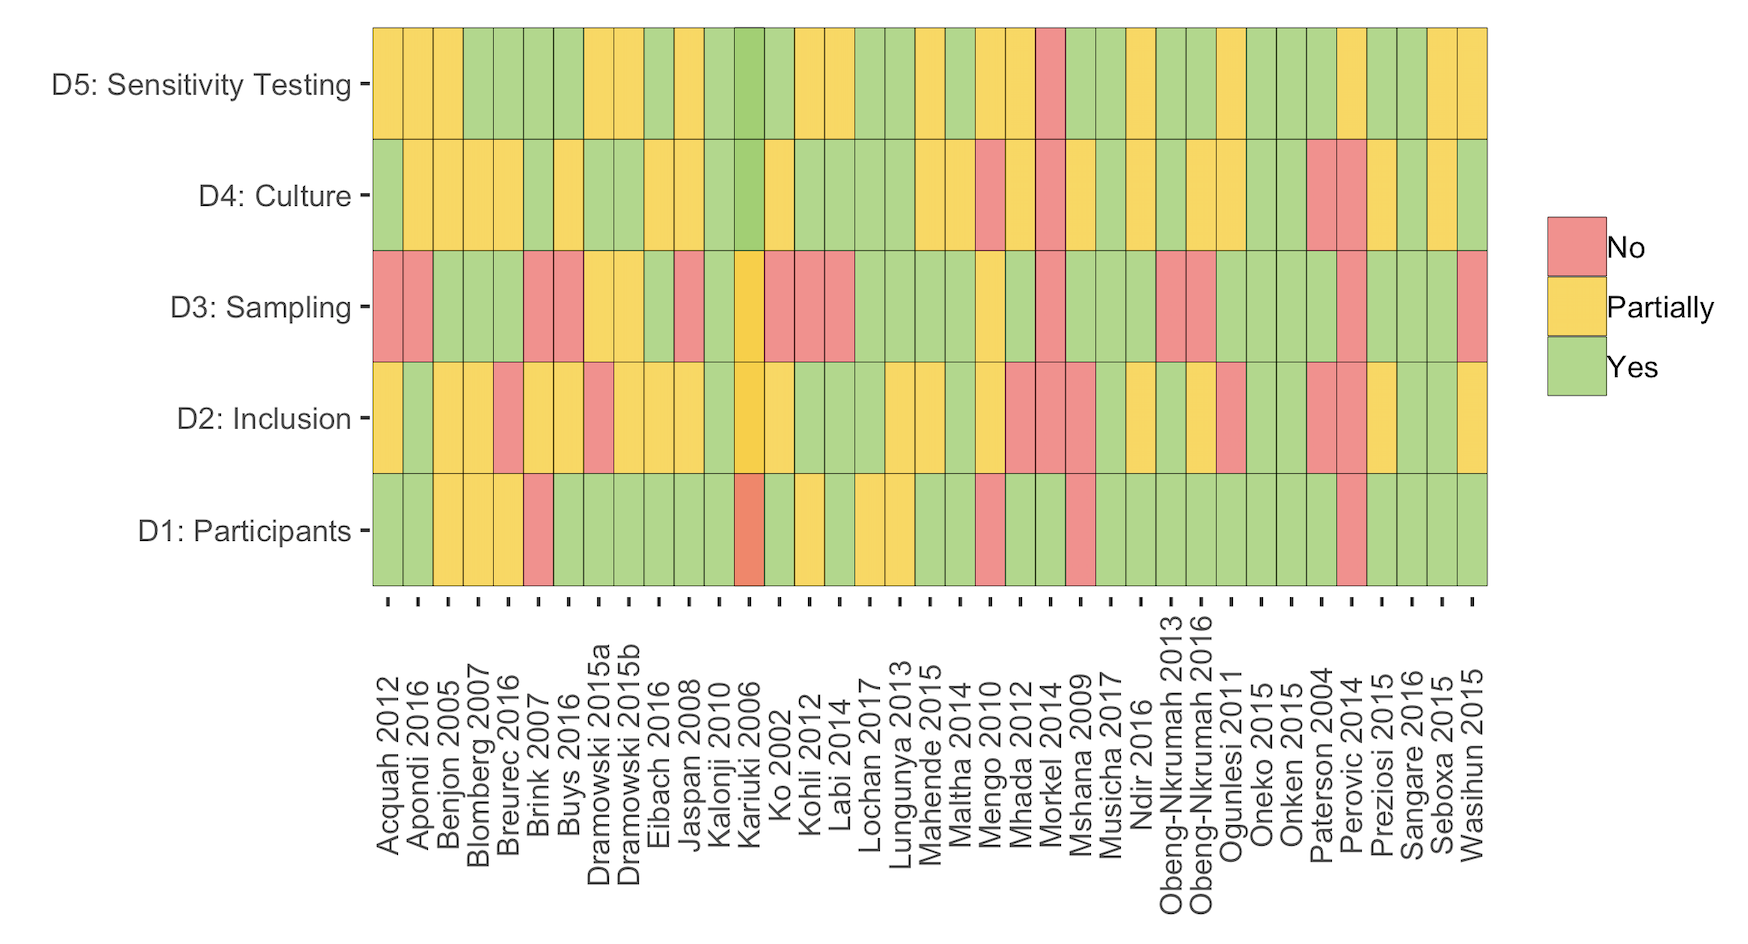 D5: Sensitivity Testing
D4: Culture
D3: Sampling
D2: Inclusion
D1: Participants
No
Partially
Yes
Acquah 2012
Apondi 2016
Benjon 2005
Blomberg 2007
Breurec 2016
Brink 2007
Buys 2016
Dramowski 2015a
Dramowski 2015b
Eibach 2016
Jaspan 2008
Kalonji 2010
Kariuki 2006
Ko 2002
Kohli 2012
Labi 2014
Lochan 2017
Lungunya 2013
Mahende 2015
Maltha 2014
Mengo 2010
Mhada 2012
Morkel 2014
Mshana 2009
Musicha 2017
Ndir 2016
Obeng-Nkrumah 2013
Obeng-Nkrumah 2016
Ogunlesi 2011
Oneko 2015
Onken 2015
Paterson 2004
Perovic 2014
Preziosi 2015
Sangare 2016
Seboxa 2015
Wasihun 2015